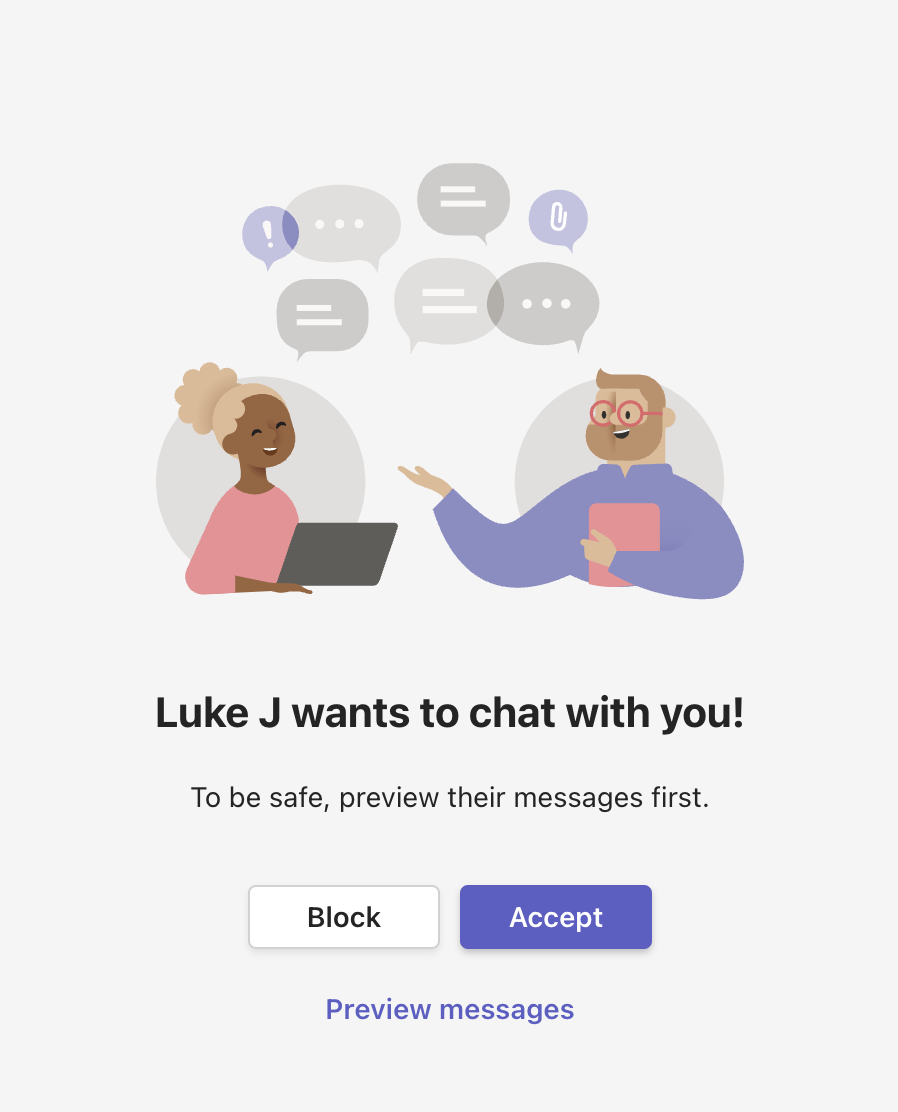 Luke J wants to chat with you!
To be safe, preview their messages first.
Block
Accept
Preview messages